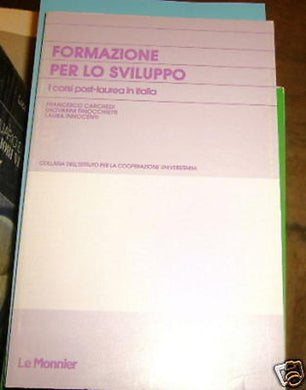 FORMAZIONE
PER LO SVILUPPO
I corsi post-laurea in Italia
FRANCESCO CARCHEDI
GIOVANNI FINOCCHIETTI
LAURA INNOCENTI
COLLANA DELL'ISTITUTO PER LA COOPERAZIONE UNIVERSITARIA
Le Monnier